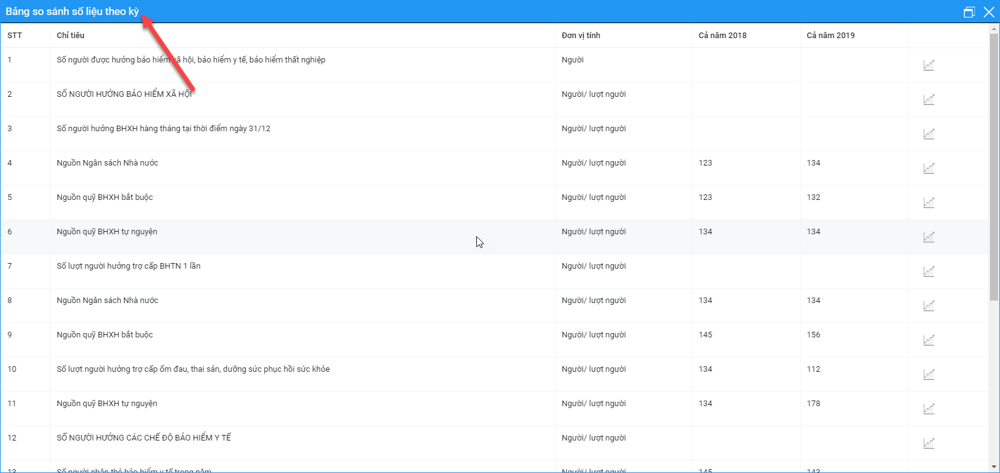 Bảng so sánh số liệu theo kỳ
STT Chỉ tiêu Đơn vị tính Cả năm 2018 Cả năm 2019
1 Số người được hưởng bảo hiểm xã hội, bảo hiểm y tế, bảo hiểm thất nghiệp Người
2 SỐ NGƯỜI HƯỞNG BẢO HIỂM XÃ HỘI Người/ lượt người
3 Số người hưởng BHXH hàng tháng tại thời điểm ngày 31/12 Người/ lượt người
4 Nguồn Ngân sách Nhà nước Người/ lượt người 123 134
5 Nguồn quỹ BHXH bắt buộc Người/ lượt người 123 132
6 Nguồn quỹ BHXH tự nguyện Người/ lượt người 134 134
7 Số lượt người hưởng trợ cấp BHTN 1 lần Người/ lượt người
8 Nguồn Ngân sách Nhà nước Người/ lượt người 134 134
9 Nguồn quỹ BHXH bắt buộc Người/ lượt người 145 156
10 Số lượt người hưởng trợ cấp ốm đau, thai sản, dưỡng sức phục hồi sức khỏe Người/ lượt người 134 112
11 Nguồn quỹ BHXH tự nguyện Người/ lượt người 134 178
12 SỐ NGƯỜI HƯỞNG CÁC CHẾ ĐỘ BẢO HIỂM Y TẾ Người/ lượt người
13 Số người nhận thẻ bảo hiểm y tế trong năm Người/ lượt người 145 143